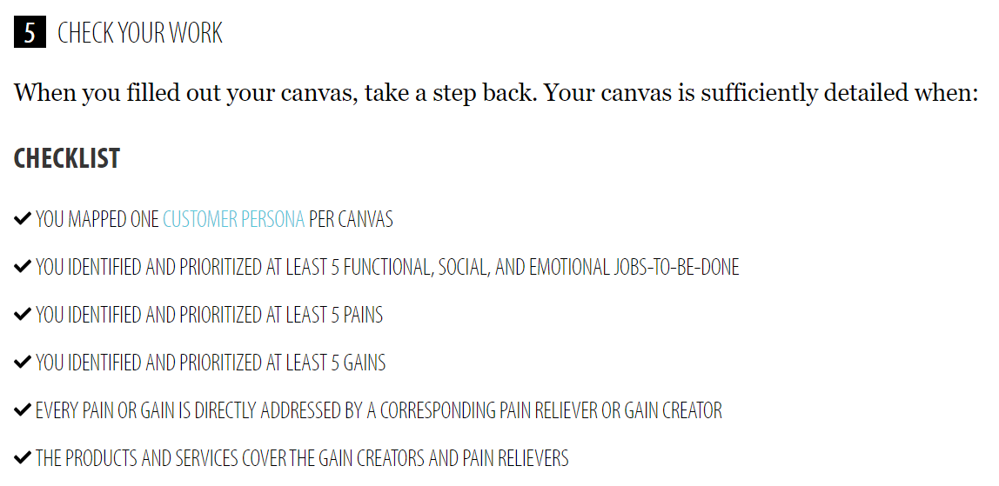 5 CHECK YOUR WORK
When you filled out your canvas, take a step back. Your canvas is sufficiently detailed when:
CHECKLIST
YOU MAPPED ONE CUSTOMER PERSONA PER CANVAS
YOU IDENTIFIED AND PRIORITIZED AT LEAST 5 FUNCTIONAL, SOCIAL, AND EMOTIONAL JOBS-TO-BE-DONE
YOU IDENTIFIED AND PRIORITIZED AT LEAST 5 PAINS
YOU IDENTIFIED AND PRIORITIZED AT LEAST 5 GAINS
EVERY PAIN OR GAIN IS DIRECTLY ADDRESSED BY A CORRESPONDING PAIN RELIEVER OR GAIN CREATOR
THE PRODUCTS AND SERVICES COVER THE GAIN CREATORS AND PAIN RELIEVERS